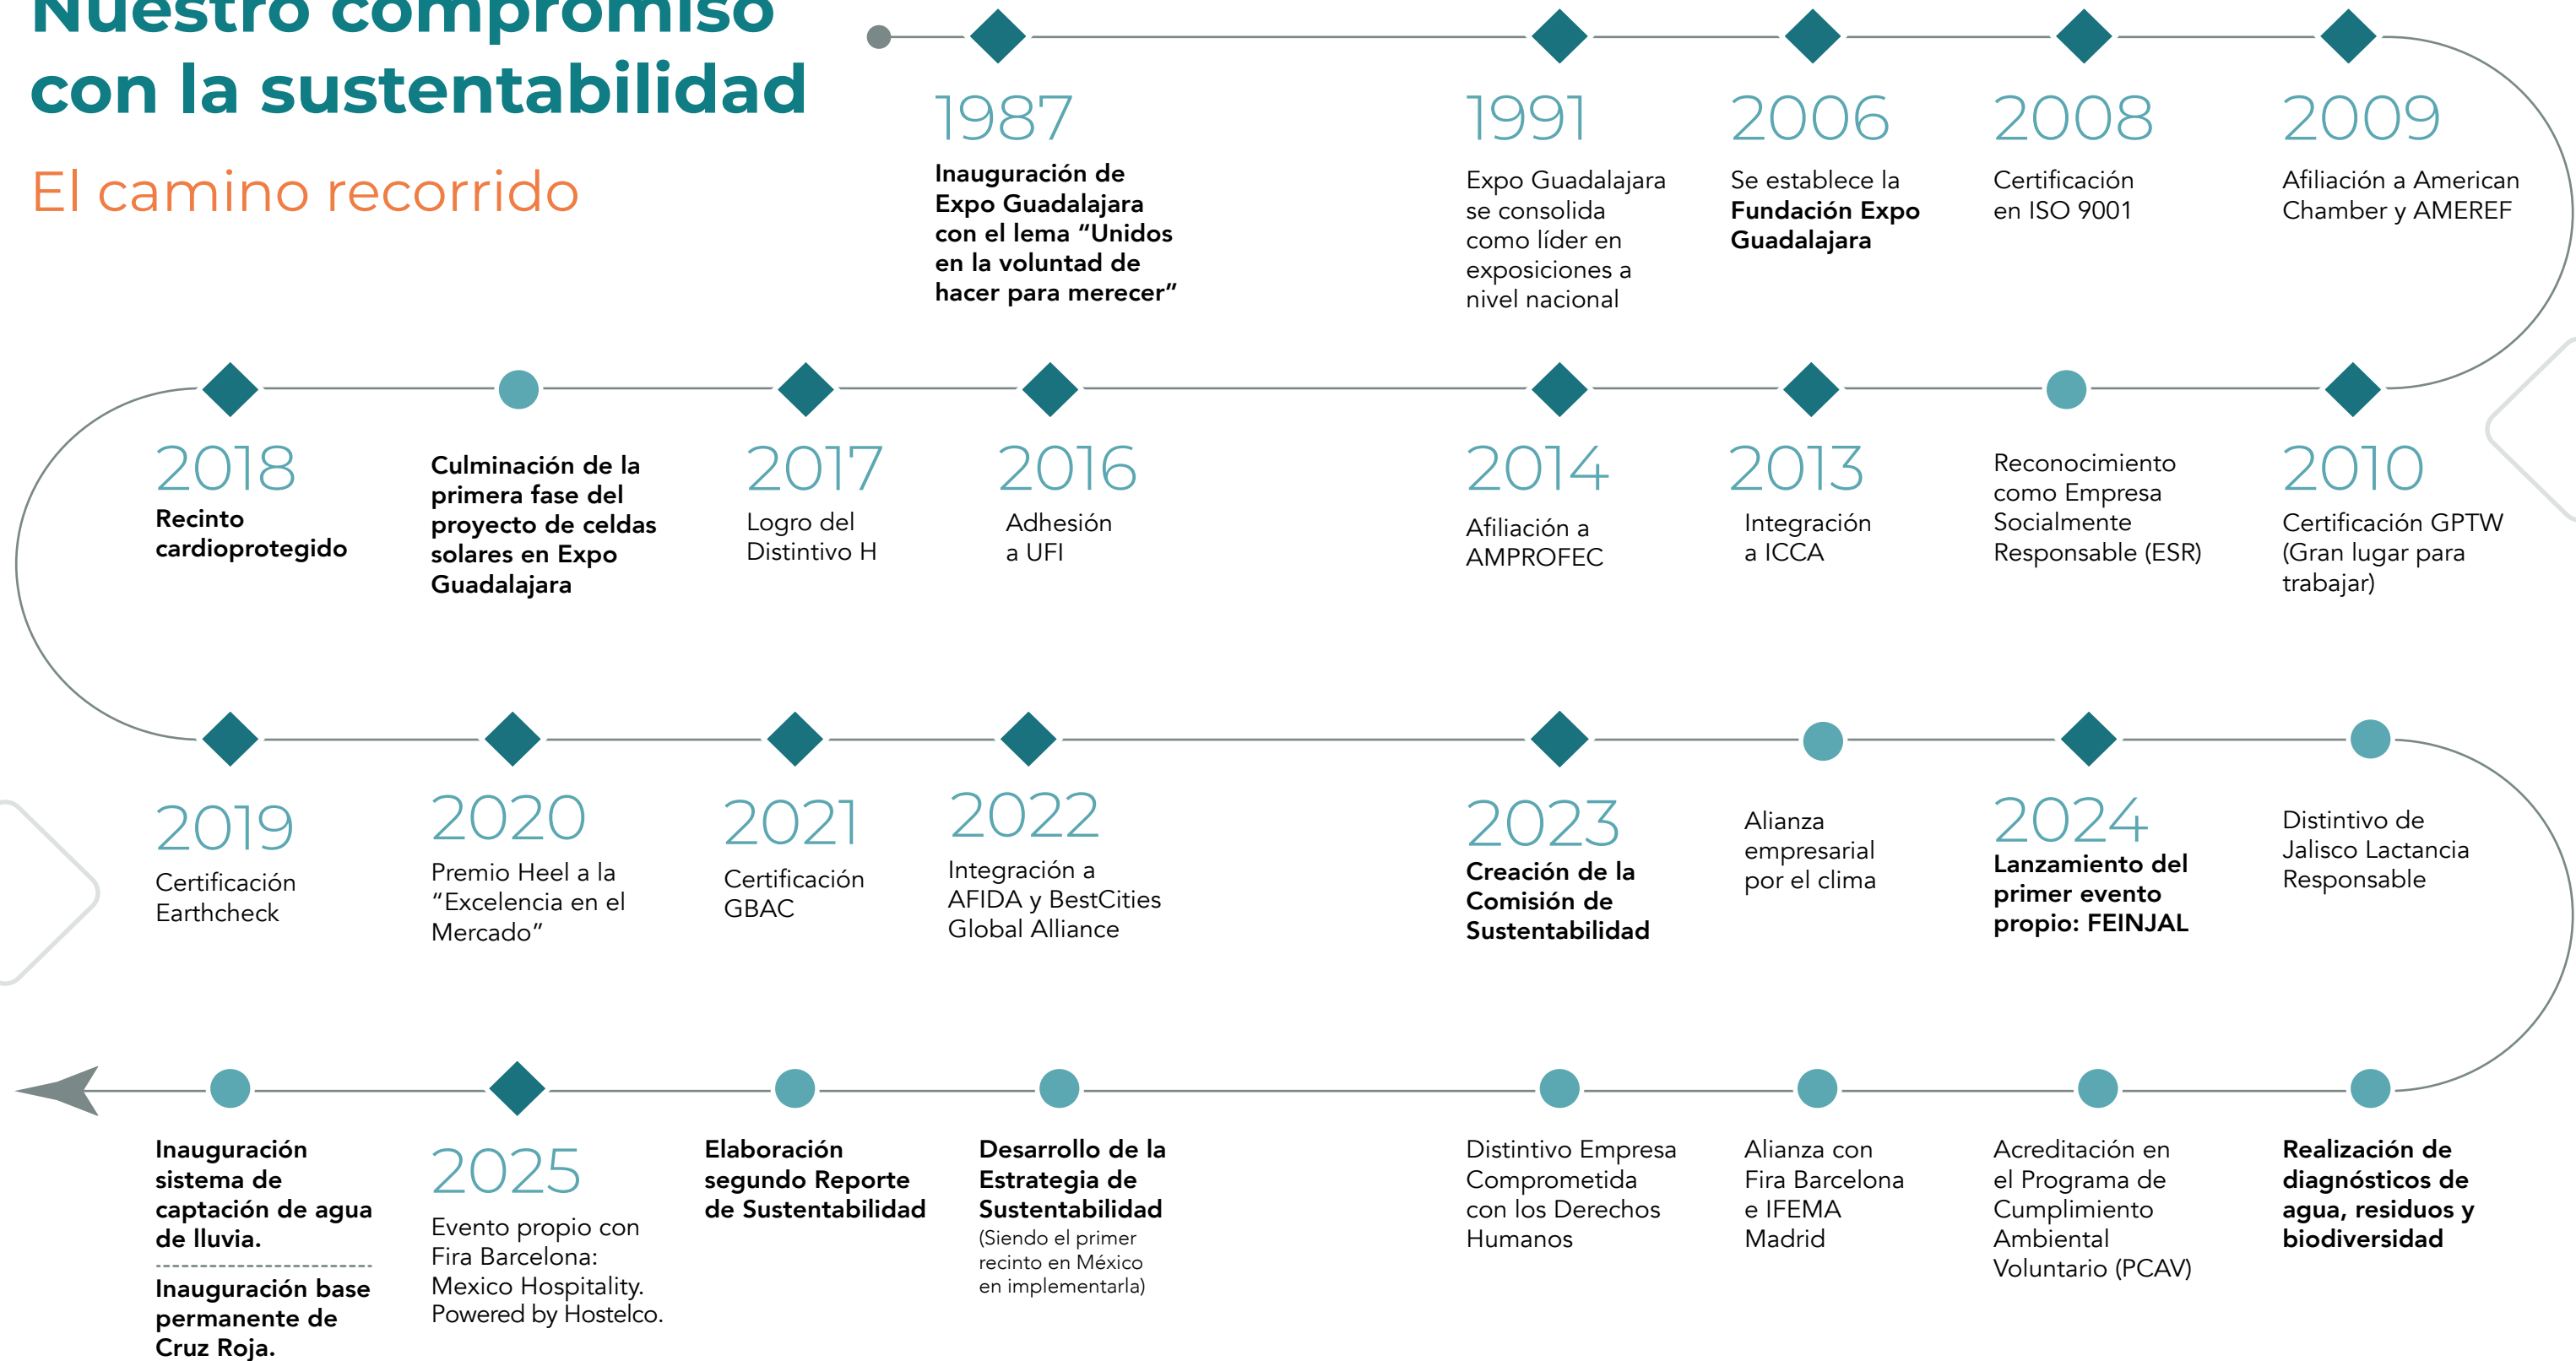 Nuestro compromiso
con la sustentabilidad
El camino recorrido
1987
Inauguración de
Expo Guadalajara
con el lema “Unidos
en la voluntad de
hacer para merecer”
1991
Expo Guadalajara
se consolida
como líder en
exposiciones a
nivel nacional
2006
Se establece la
Fundación Expo
Guadalajara
2008
Certificación
en ISO 9001
2009
Afiliación a American
Chamber y AMEREF
2018
Recinto
cardioprotegido
Culminación de la
primera fase del
proyecto de celdas
solares en Expo
Guadalajara
2017
Logro del
Distintivo H
2016
Adhesión
a UFI
2014
Afiliación a
AMPROFEC
2013
Integración
a ICCA
Reconocimiento
como Empresa
Socialmente
Responsable (ESR)
2010
Certificación GPTW
(Gran lugar para
trabajar)
2019
Certificación
Earthcheck
2020
Premio Heel a la
“Excelencia en el
Mercado”
2021
Certificación
GBAC
2022
Integración a
AFIDA y BestCities
Global Alliance
2023
Creación de la
Comisión de
Sustentabilidad
Alianza
empresarial
por el clima
2024
Lanzamiento del
primer evento
propio: FEINJAL
Distintivo de
Jalisco Lactancia
Responsable
Inauguración
sistema de
captación de agua
de lluvia.
Inauguración base
permanente de
Cruz Roja.
2025
Evento propio con
Fira Barcelona:
Mexico Hospitality.
Powered by Hostelco.
Elaboración
segundo Reporte
de Sustentabilidad
Desarrollo de la
Estrategia de
Sustentabilidad
(Siendo el primer
recinto en México
en implementarla)
Distintivo Empresa
Comprometida
con los Derechos
Humanos
Alianza con
Fira Barcelona
e IFEMA
Madrid
Acreditación en
el Programa de
Cumplimiento
Ambiental
Voluntario (PCAV)
Realización de
diagnósticos de
agua, residuos y
biodiversidad